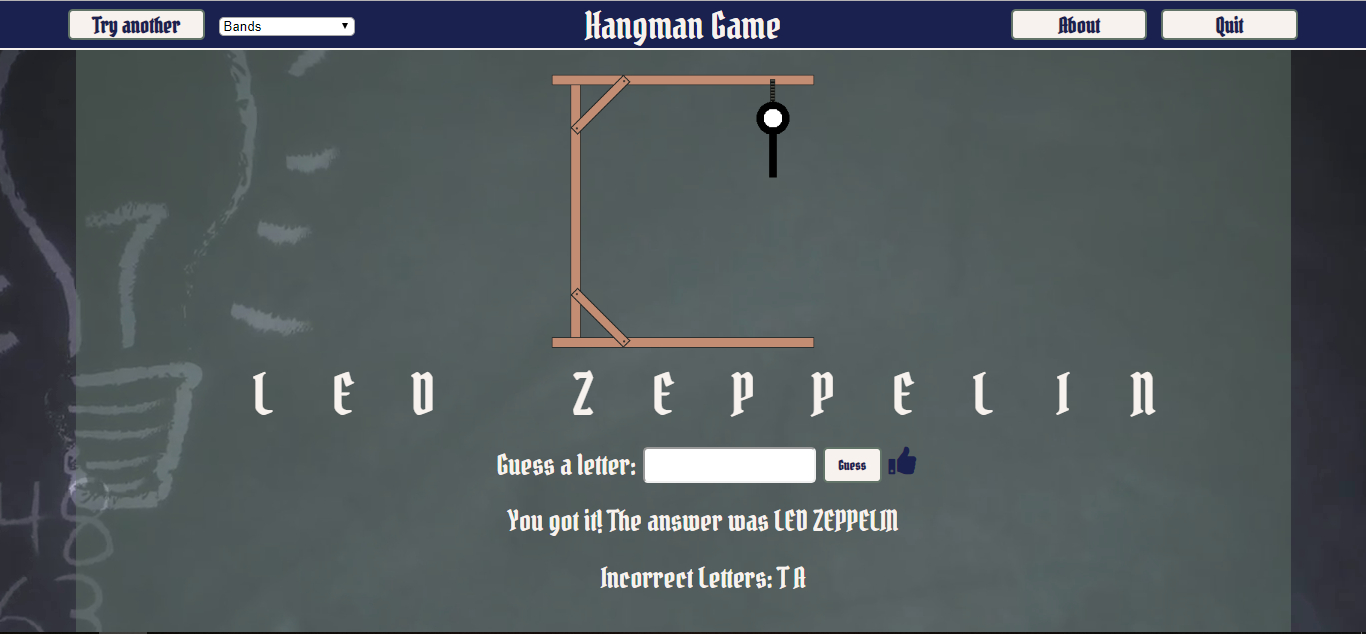 Try another
Bands
Hangman Game
About
Quit
L E D Z E P P E L I N
Guess a letter:
Guess
You got it! The answer was LED ZEPPELIN
Incorrect Letters: T A